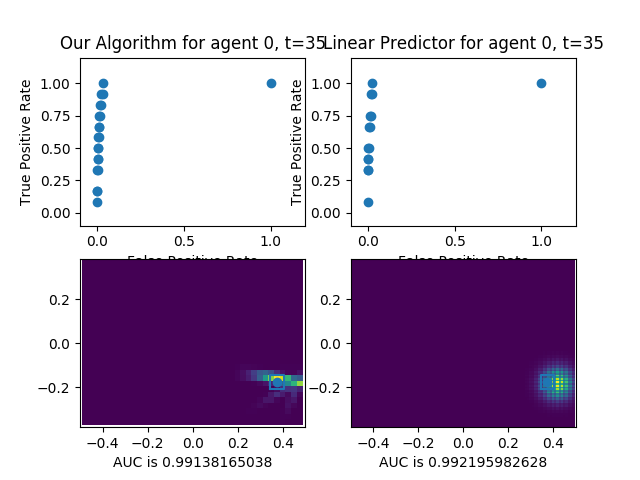 Our Algorithm for agent 0, t=35
Linear Predictor for agent 0, t=35
True Positive Rate
1.00
0.75
0.50
0.25
0.00
0.0 0.5 1.0
False Positive Rate
True Positive Rate
1.00
0.75
0.50
0.25
0.00
0.0 0.5 1.0
False Positive Rate
0.2
0.0
−0.2
−0.4 −0.2 0.0 0.2 0.4
AUC is 0.99138165038
0.2
0.0
−0.2
−0.4 −0.2 0.0 0.2 0.4
AUC is 0.992195982628